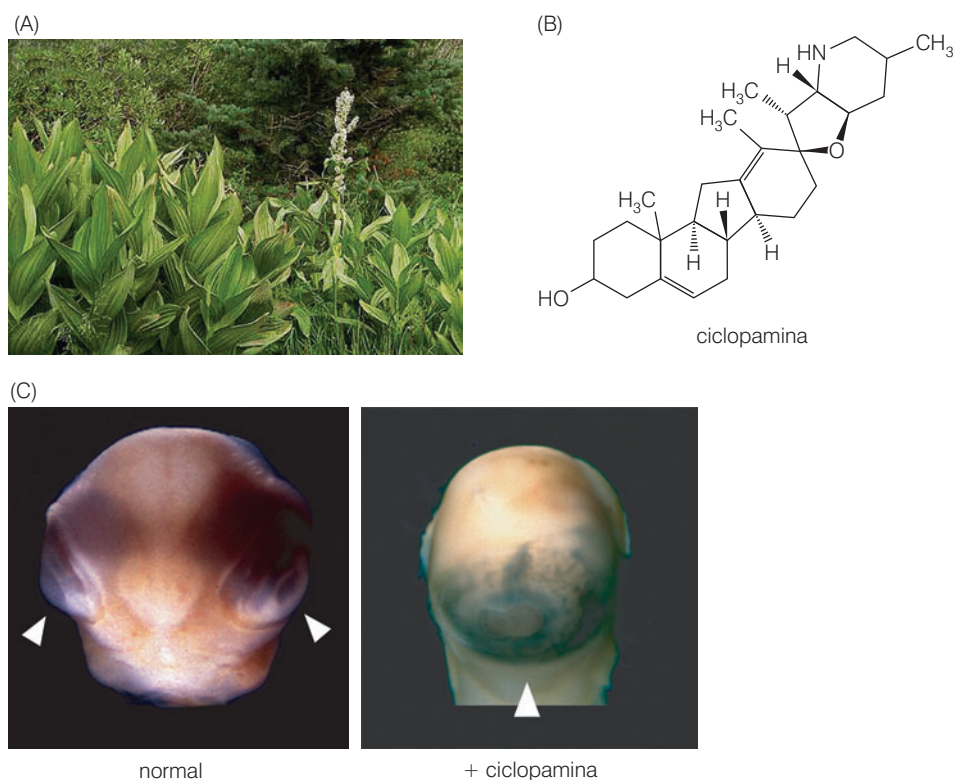 (A)
(B)
HN
CH₃
H
H₃C
H₃C
O
H₃C
H
H
H
HO
ciclopamina
(C)
normal
+ ciclopamina